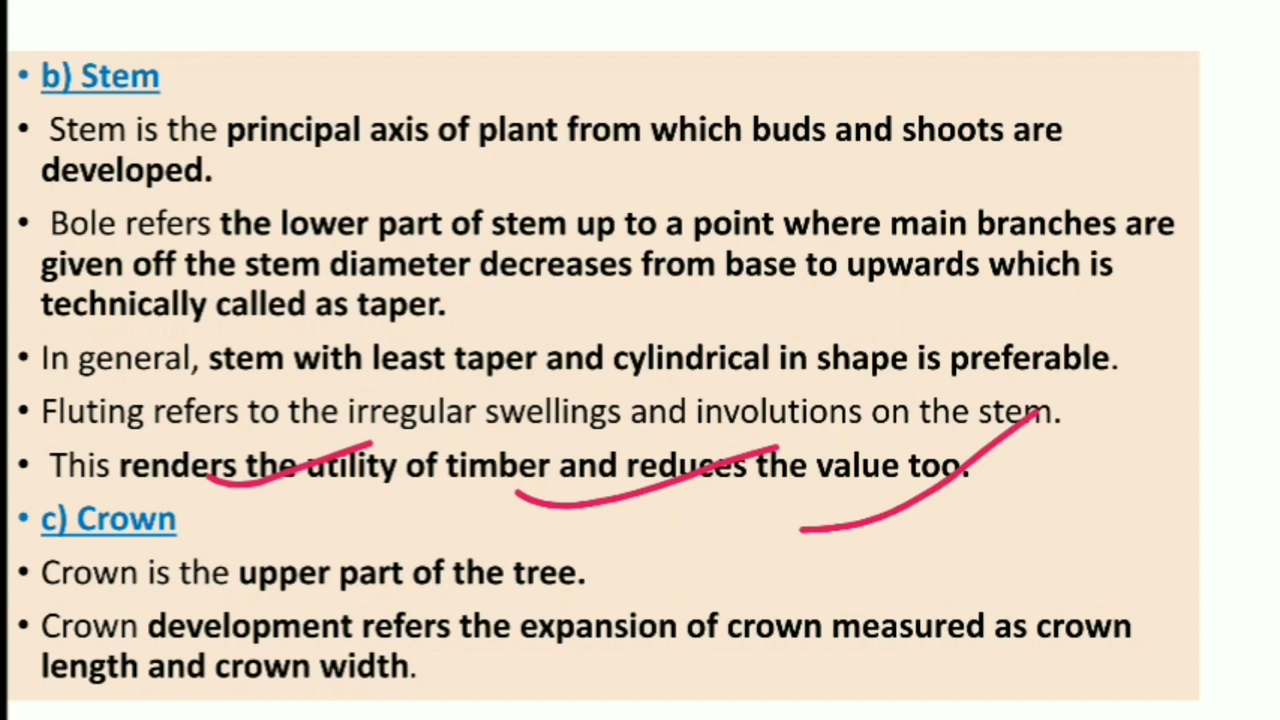 • b) Stem
• Stem is the principal axis of plant from which buds and shoots are
developed.
• Bole refers the lower part of stem up to a point where main branches are
given off the stem diameter decreases from base to upwards which is
technically called as taper.
• In general, stem with least taper and cylindrical in shape is preferable.
• Fluting refers to the irregular swellings and involutions on the stem.
• This renders the utility of timber and reduces the value too.
• c) Crown
• Crown is the upper part of the tree.
• Crown development refers the expansion of crown measured as crown
length and crown width.